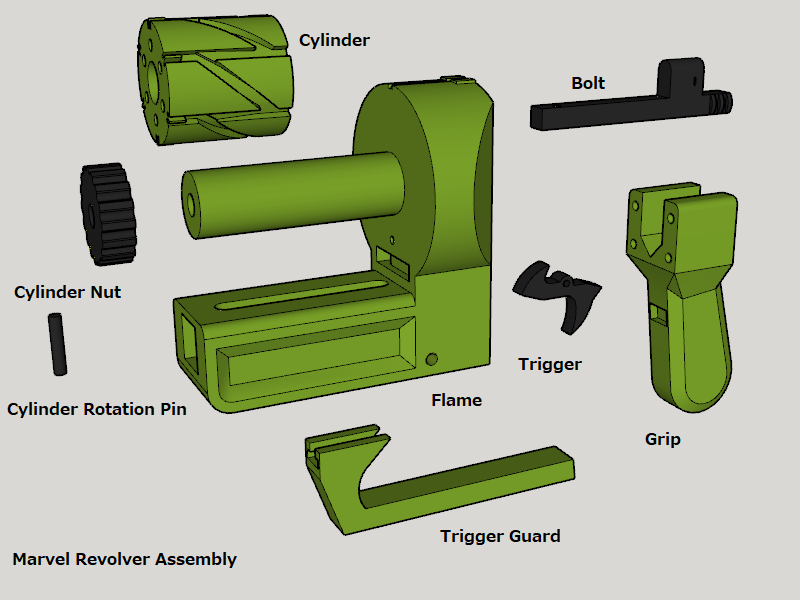 Cylinder
Bolt
Cylinder Nut
Trigger
Cylinder Rotation Pin
Flame
Grip
Trigger Guard
Marvel Revolver Assembly